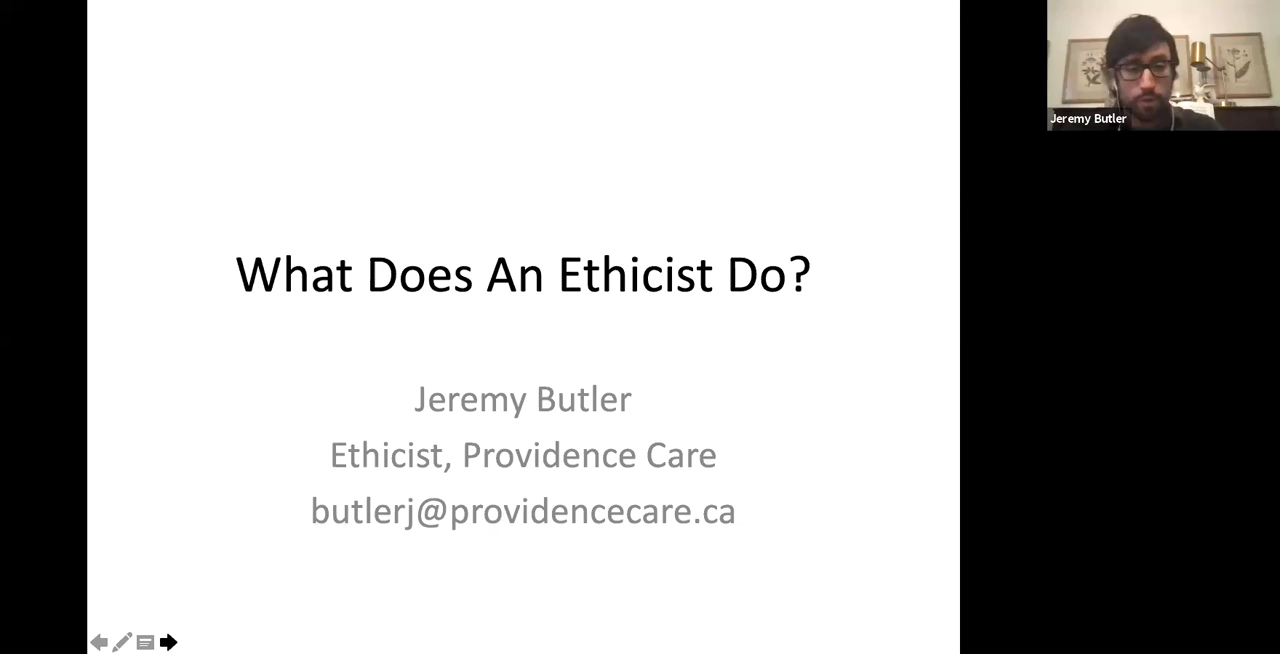 What Does An Ethicist Do?
Jeremy Butler
Ethicist, Providence Care
butlerj@providencecare.ca
Jeremy Butler